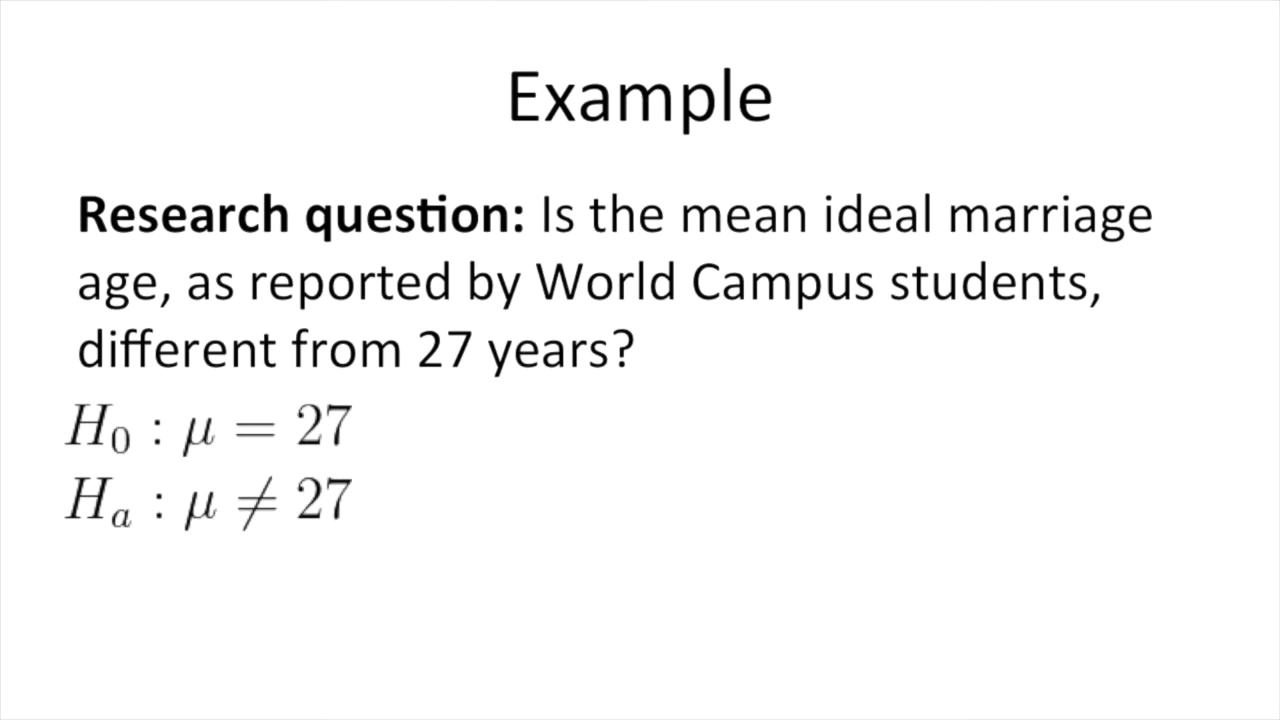 Example
Research question: Is the mean ideal marriage
age, as reported by World Campus students,
different from 27 years?
H₀ : μ = 27
Hₐ : μ ≠ 27